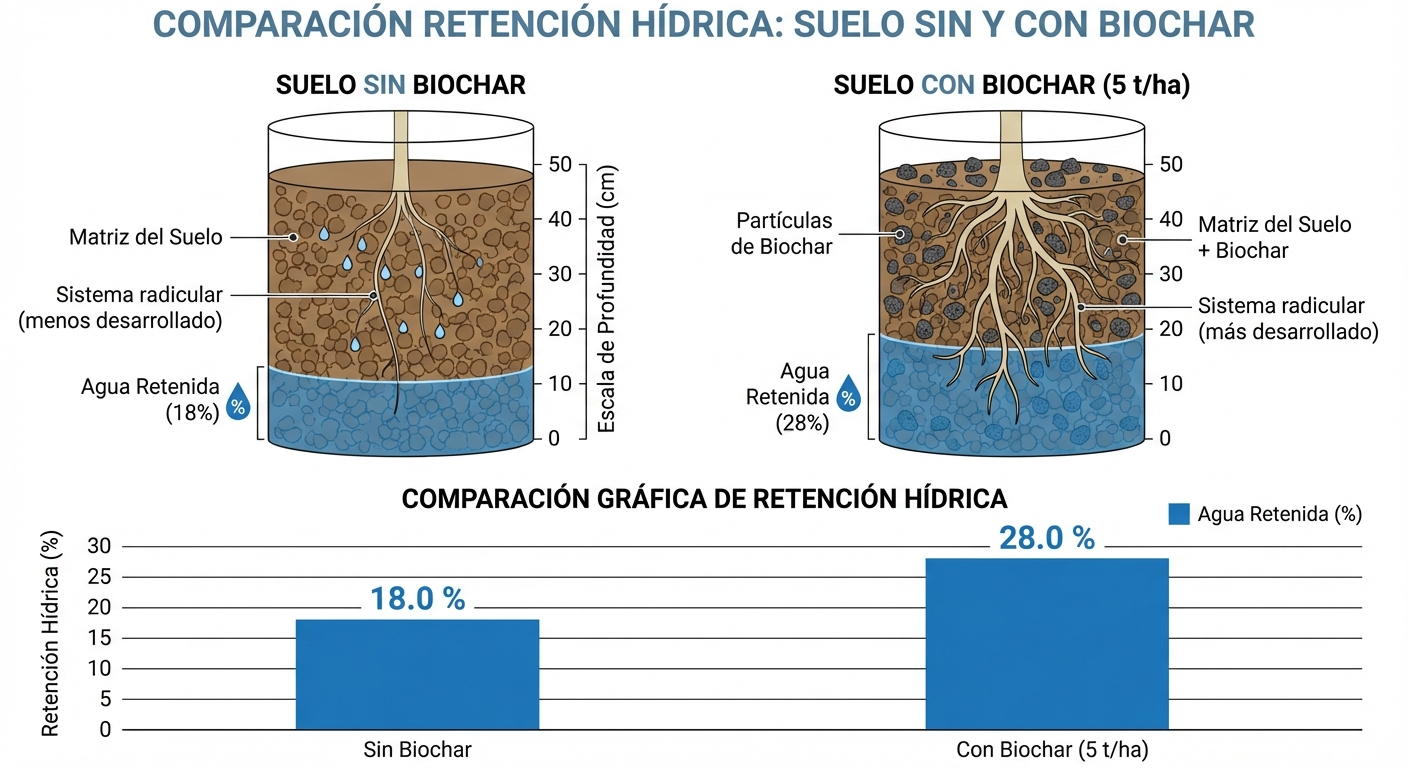 COMPARACIÓN RETENCIÓN HÍDRICA: SUELO SIN Y CON BIOCHAR
SUELO SIN BIOCHAR
50
40
30
20
10
0
Escala de Profundidad (cm)
Matriz del Suelo
Sistema radicular
(menos desarrollado)
Agua Retenida
(18%)
%
SUELO CON BIOCHAR (5 t/ha)
Partículas
de Biochar
Agua
Retenida
(28%)
%
50
40
30
20
10
0
Matriz del Suelo
+ Biochar
Sistema radicular
(más desarrollado)
COMPARACIÓN GRÁFICA DE RETENCIÓN HÍDRICA
Agua Retenida (%)
Retención Hídrica (%)
30
25
20
15
10
5
0
18.0 %
28.0 %
Sin Biochar
Con Biochar (5 t/ha)